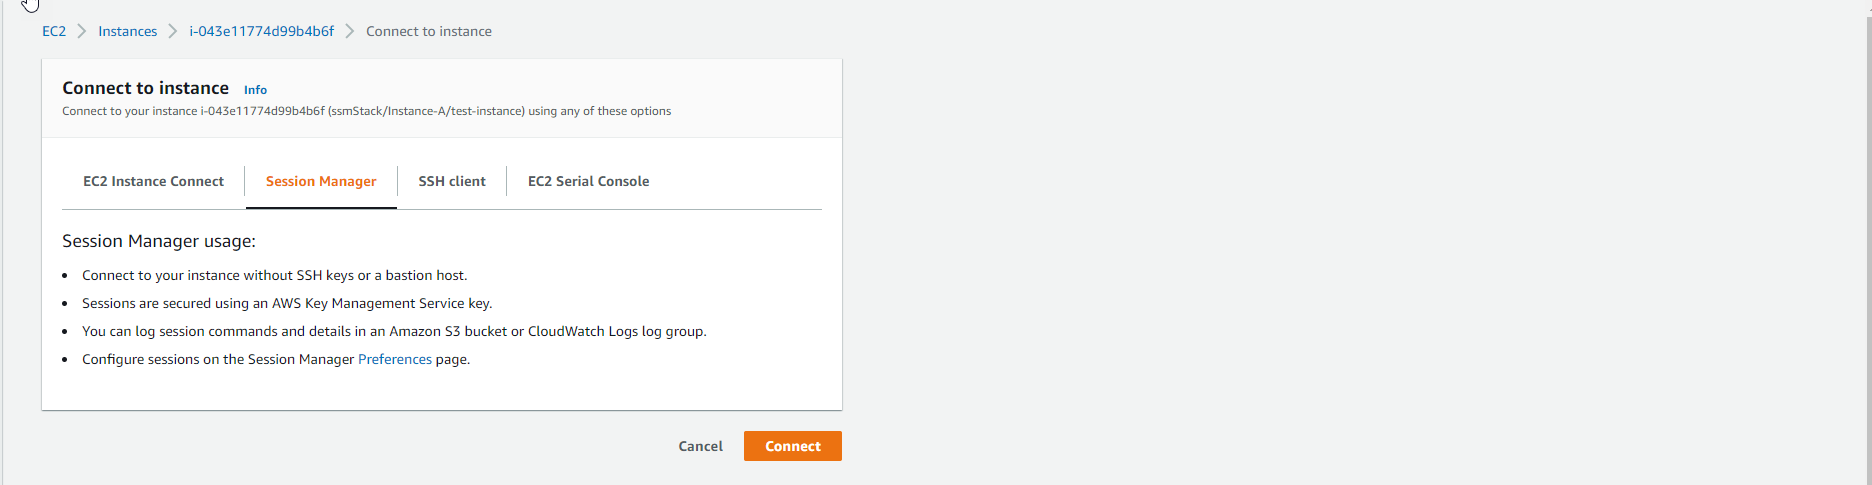 EC2 Instances i-043e11774d99b4b6f Connect to instance
Connect to instance Info
Connect to your instance i-043e11774d99b4b6f (ssmStack/Instance-A/test-instance) using any of these options
EC2 Instance Connect Session Manager SSH client EC2 Serial Console
Session Manager usage:
• Connect to your instance without SSH keys or a bastion host.
• Sessions are secured using an AWS Key Management Service key.
• You can log session commands and details in an Amazon S3 bucket or CloudWatch Logs log group.
• Configure sessions on the Session Manager Preferences page.
Cancel Connect